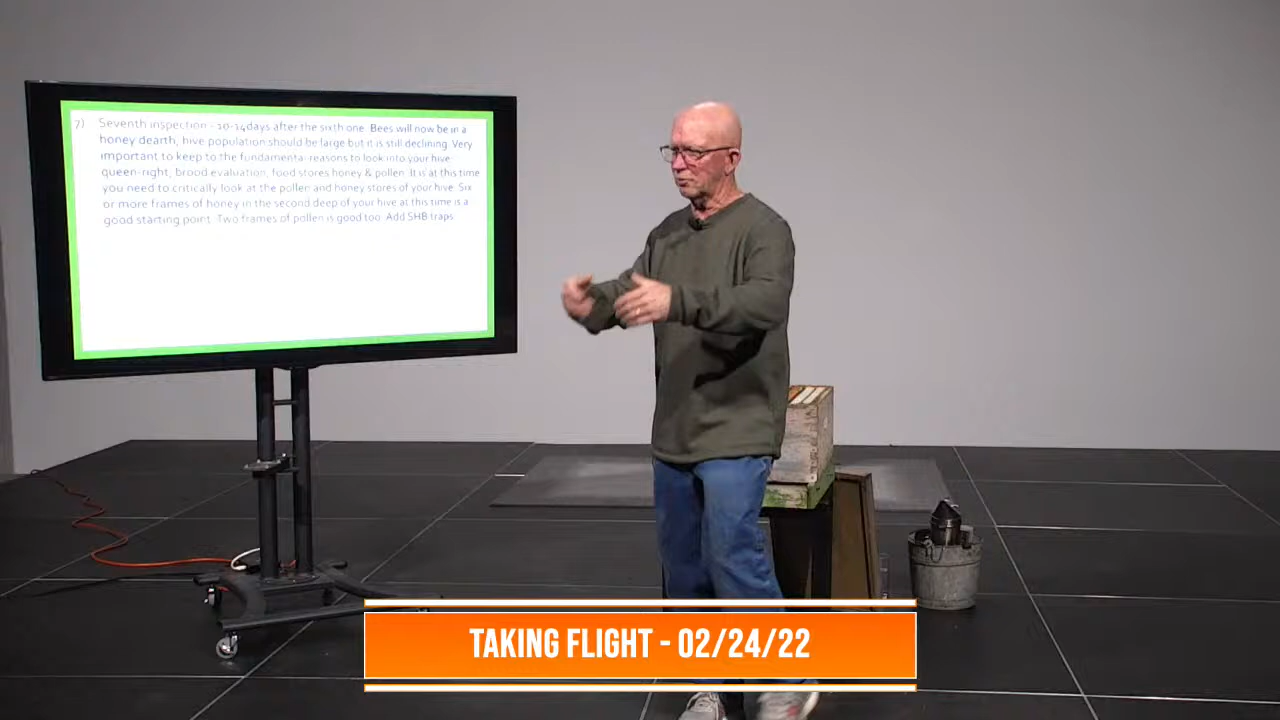 7) Seventh inspection - 10-14days after the sixth one. Bees will now be in a
honey dearth, hive population should be large but it is still declining. Very
important to keep to the fundamental reasons to look into your hive:
queen-right, brood evaluation, food stores honey & pollen. It is at this time
you need to critically look at the pollen and honey stores of your hive. Six
or more frames of honey in the second deep of your hive at this time is a
good starting point. Two frames of pollen is good too. Add SHB traps.
TAKING FLIGHT - 02/24/22